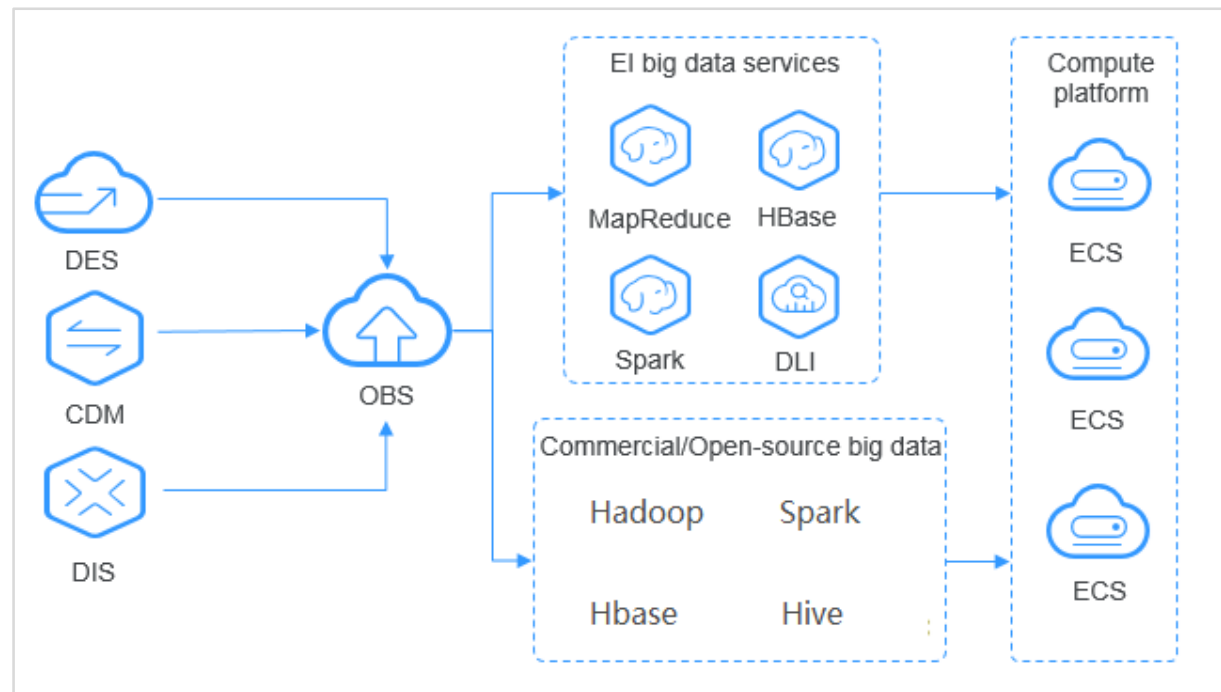 DES
CDM
DIS
OBS
EI big data services
MapReduce
HBase
Spark
DLI
Commercial/Open-source big data
Hadoop
Spark
Hbase
Hive
Compute
platform
ECS
ECS
ECS